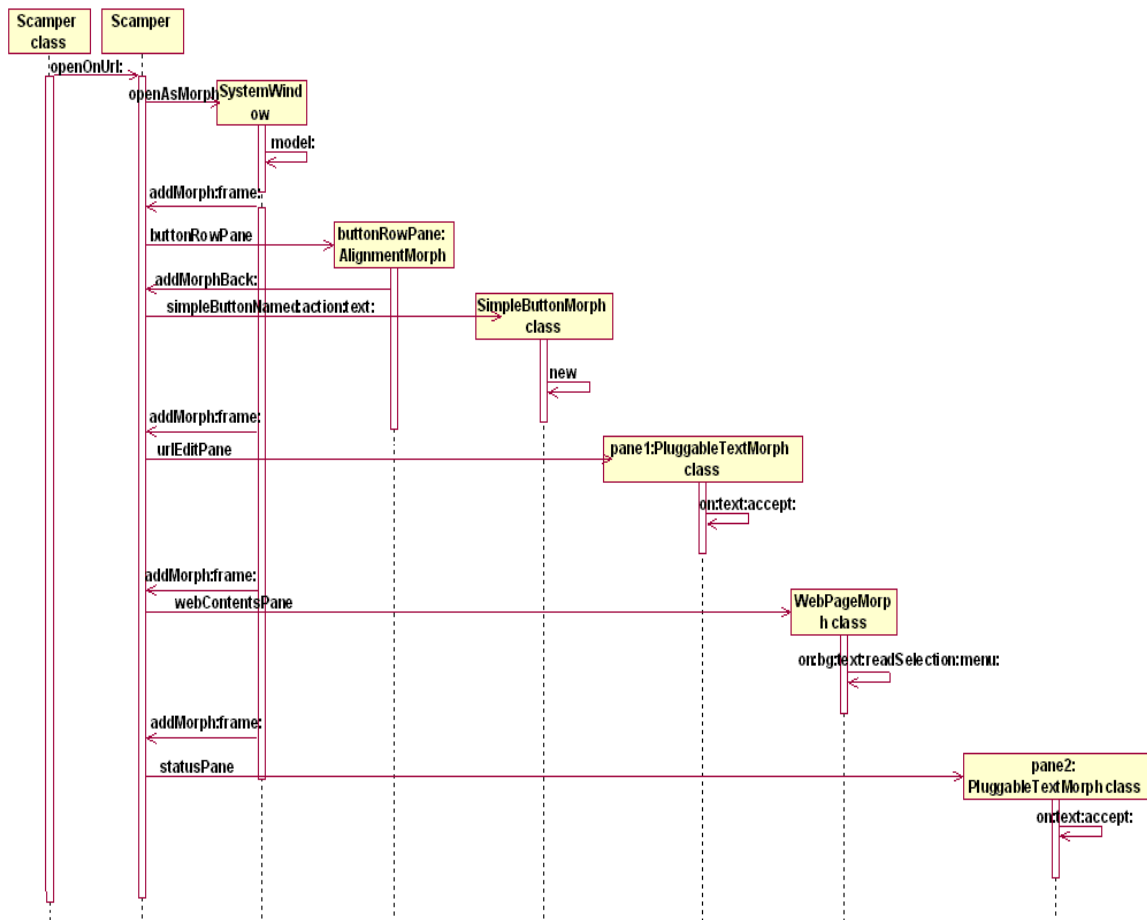 Scamper
class
Scamper
openOnUrl:
openAsMorph
SystemWind
ow
model:
addMorph:frame:
buttonRowPane
buttonRowPane:
AlignmentMorph
addMorphBack:
simpleButtonNamed:action:text:
SimpleButtonMorph
class
new
addMorph:frame:
urlEditPane
pane1:PluggableTextMorph
class
on:text:accept:
addMorph:frame:
webContentsPane
WebPageMorp
h class
on:bg:text:readSelection:menu:
addMorph:frame:
statusPane
pane2:
PluggableTextMorph class
on:text:accept: